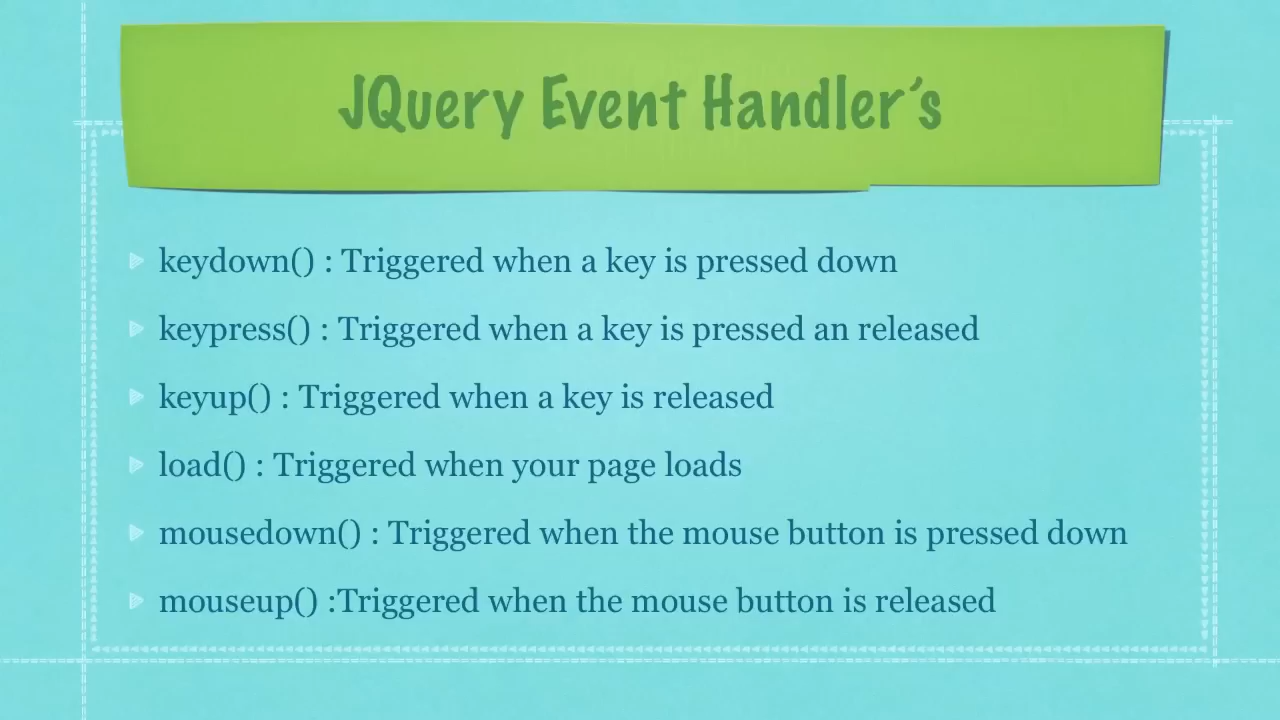 JQuery Event Handler’s
keydown() : Triggered when a key is pressed down
keypress() : Triggered when a key is pressed an released
keyup() : Triggered when a key is released
load() : Triggered when your page loads
mousedown() : Triggered when the mouse button is pressed down
mouseup() :Triggered when the mouse button is released